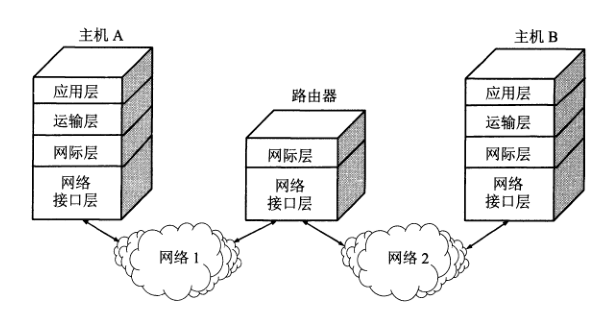 主机 A
应用层
运输层
网际层
网络
接口层
路由器
网际层
网络
接口层
主机 B
应用层
运输层
网际层
网络
接口层
网络 1
网络 2